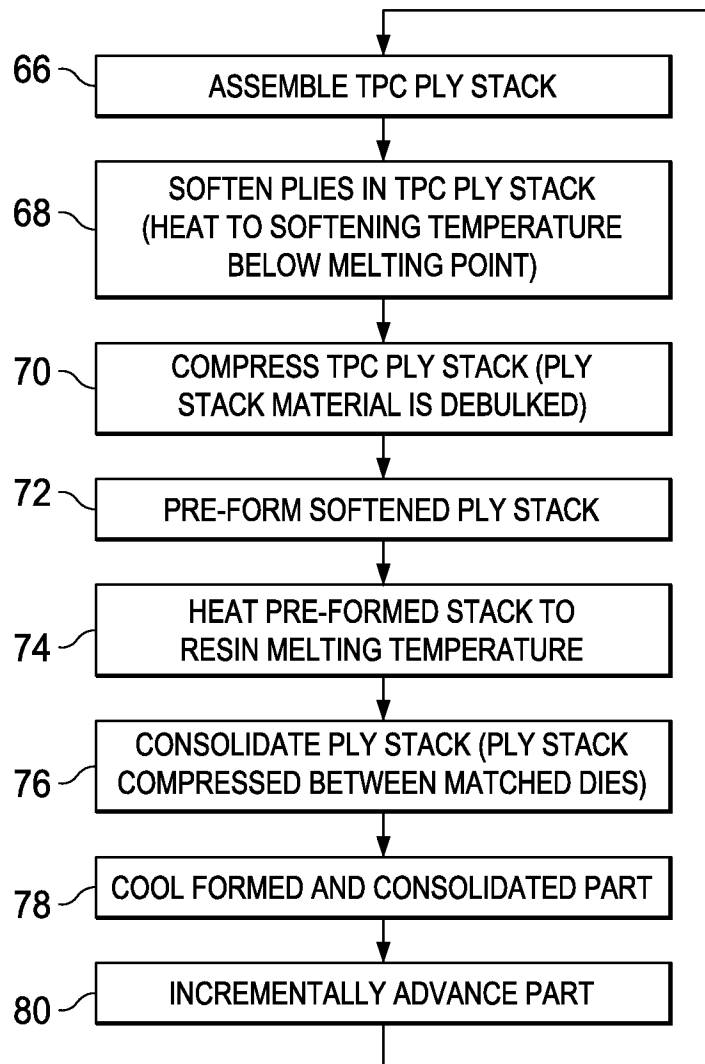 66
ASSEMBLE TPC PLY STACK
68
SOFTEN PLIES IN TPC PLY STACK
(HEAT TO SOFTENING TEMPERATURE
BELOW MELTING POINT)
70
COMPRESS TPC PLY STACK (PLY
STACK MATERIAL IS DEBULKED)
72
PRE-FORM SOFTENED PLY STACK
74
HEAT PRE-FORMED STACK TO
RESIN MELTING TEMPERATURE
76
CONSOLIDATE PLY STACK (PLY STACK
COMPRESSED BETWEEN MATCHED DIES)
78
COOL FORMED AND CONSOLIDATED PART
80
INCREMENTALLY ADVANCE PART